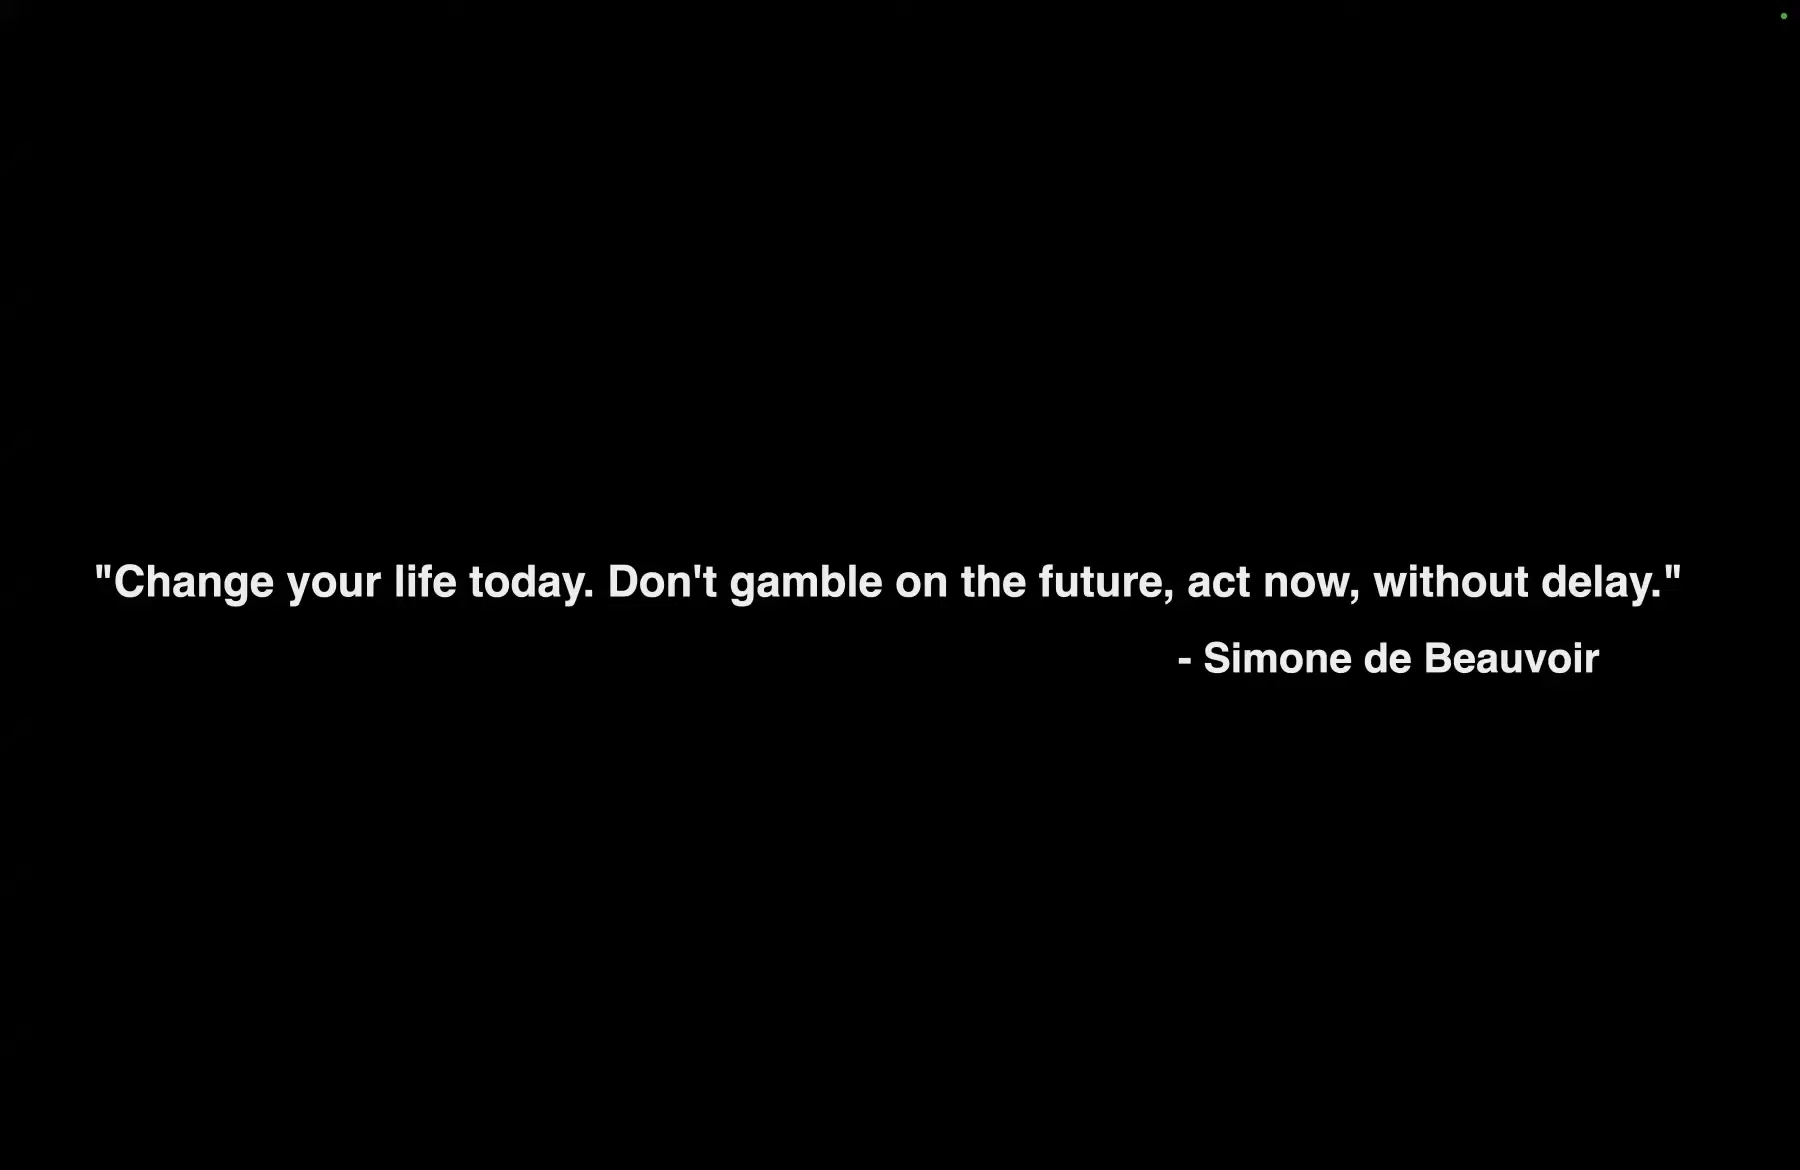 "Change your life today. Don't gamble on the future, act now, without delay."
- Simone de Beauvoir